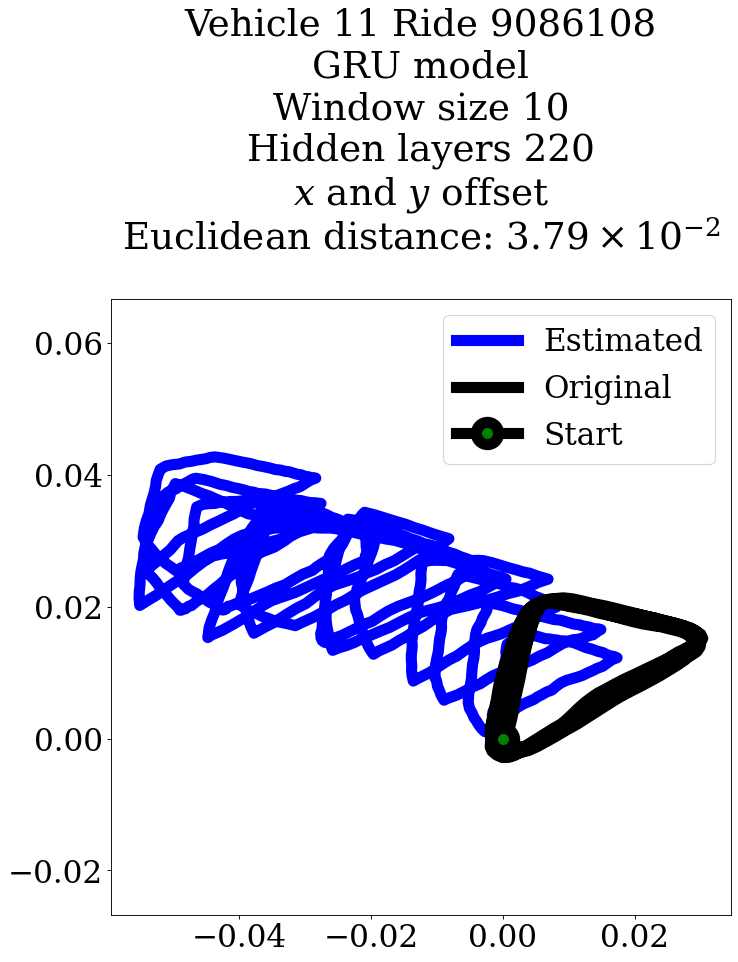 Vehicle 11 Ride 9086108
GRU model
Window size 10
Hidden layers 220
x and y offset
Euclidean distance: 3.79 × 10⁻²
Estimated
Original
Start
0.06
0.04
0.02
0.00
−0.02
−0.04
−0.02
0.00
0.02